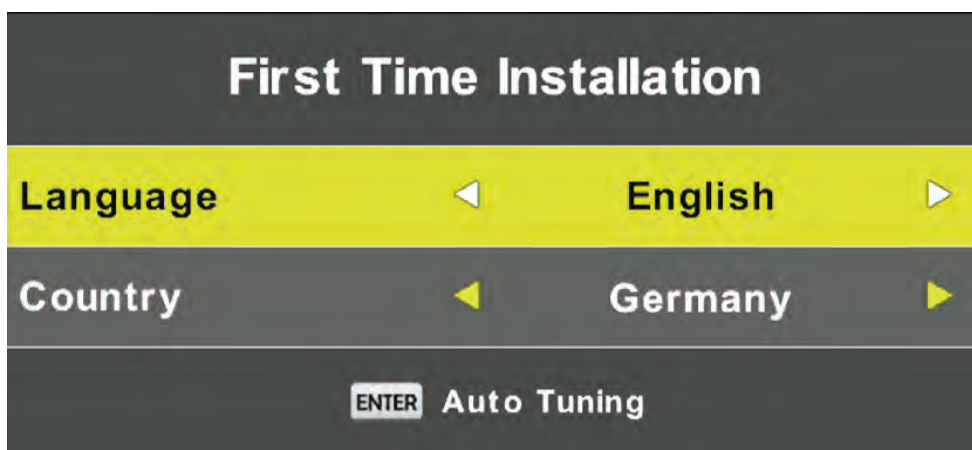 First Time Installation
Language English
Country Germany
ENTER Auto Tuning